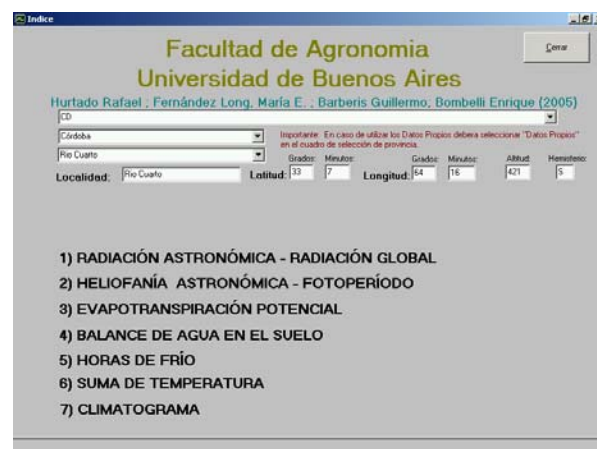 Indice
Facultad de Agronomia
Cerrar
Universidad de Buenos Aires
Hurtado Rafael ; Fernández Long, María E. ; Barberis Guillermo; Bombelli Enrique (2005)
CD
Córdoba
Importante: En caso de utilizar los Datos Propios debera seleccionar "Datos Propios"
en el cuadro de selección de provincia.
Rio Cuarto
Grados: Minutos: Grados: Minutos: Altitud: Hemisferio:
Localidad: Rio Cuarto Latitud: 33 7 Longitud: 64 16 421 S
1) RADIACIÓN ASTRONÓMICA - RADIACIÓN GLOBAL
2) HELIOFANÍA ASTRONÓMICA - FOTOPERÍODO
3) EVAPOTRANSPIRACIÓN POTENCIAL
4) BALANCE DE AGUA EN EL SUELO
5) HORAS DE FRÍO
6) SUMA DE TEMPERATURA
7) CLIMATOGRAMA